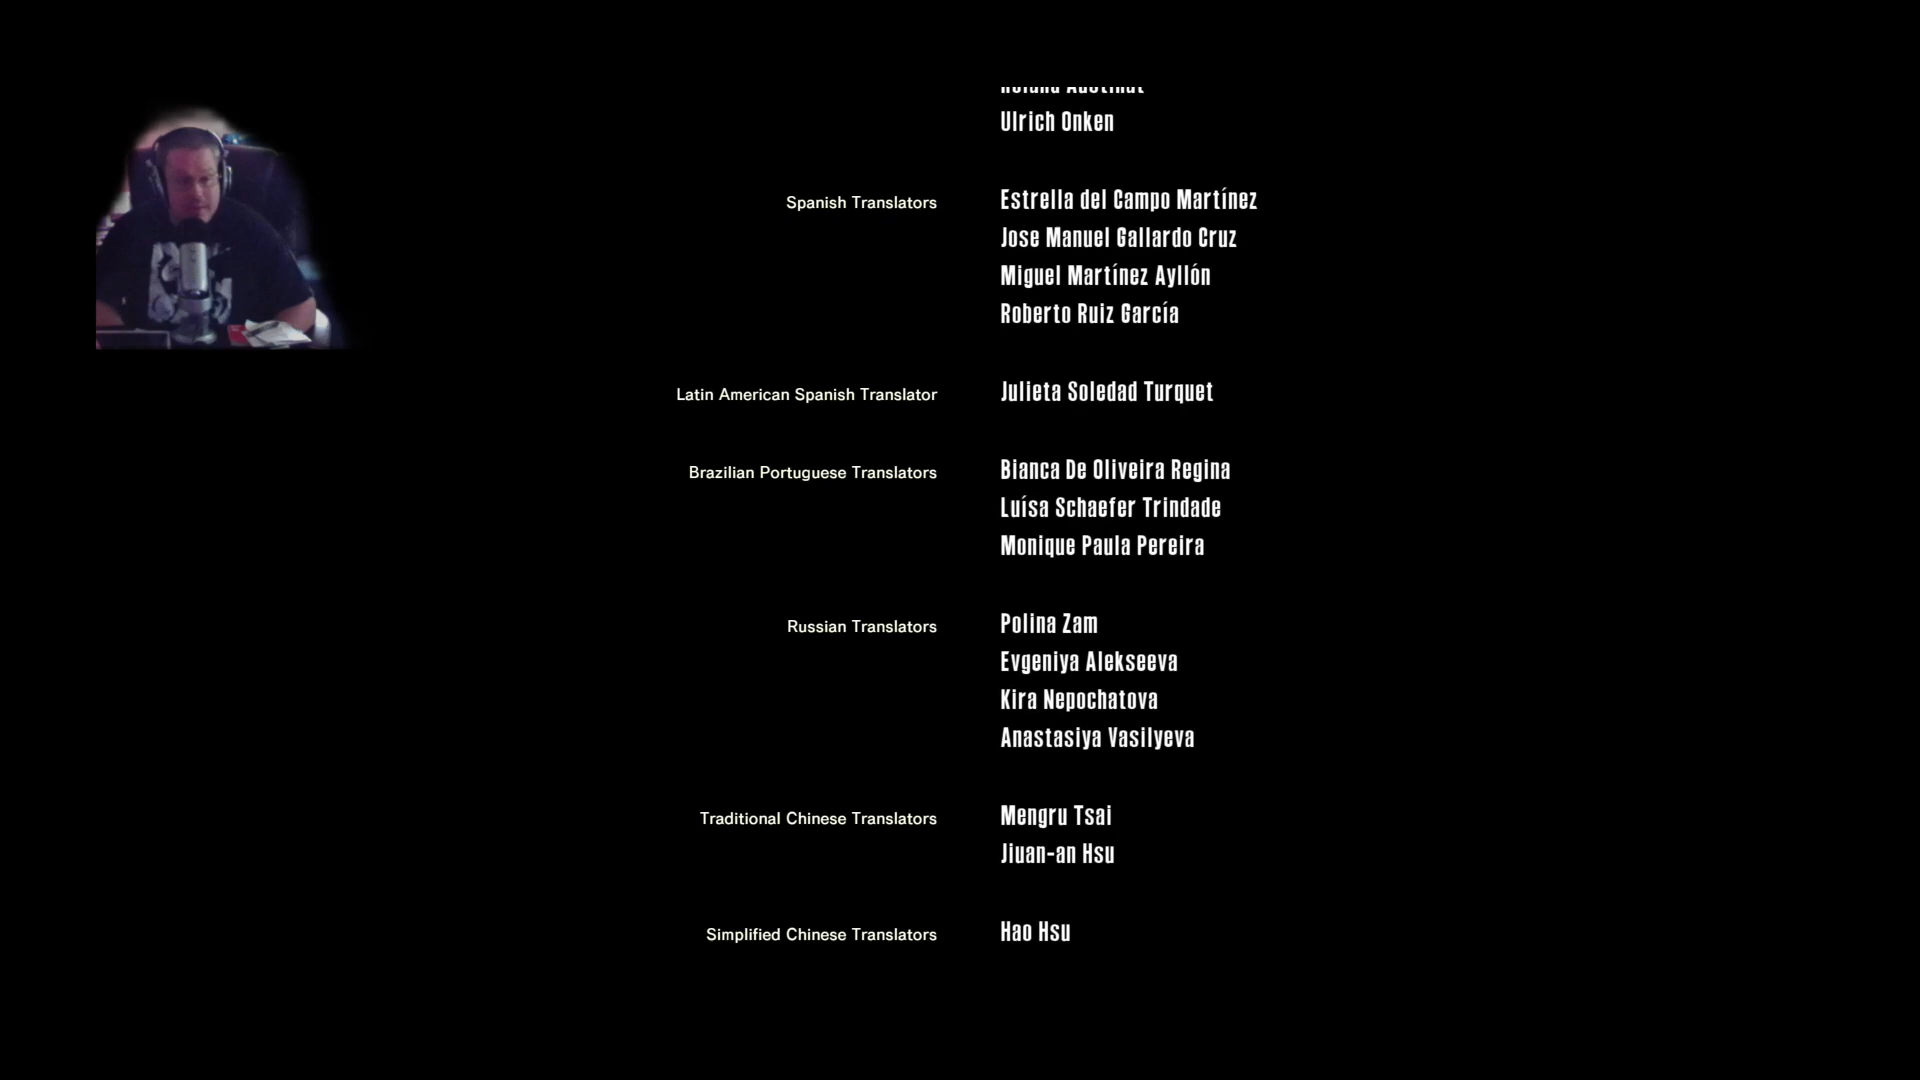 Ulrich Onken
Spanish Translators Estrella del Campo Martínez
Jose Manuel Gallardo Cruz
Miguel Martínez Ayllón
Roberto Ruiz García
Latin American Spanish Translator Julieta Soledad Turquet
Brazilian Portuguese Translators Bianca De Oliveira Regina
Luísa Schaefer Trindade
Monique Paula Pereira
Russian Translators Polina Zam
Evgeniya Alekseeva
Kira Nepochatova
Anastasiya Vasilyeva
Traditional Chinese Translators Mengru Tsai
Jiuan-an Hsu
Simplified Chinese Translators Hao Hsu